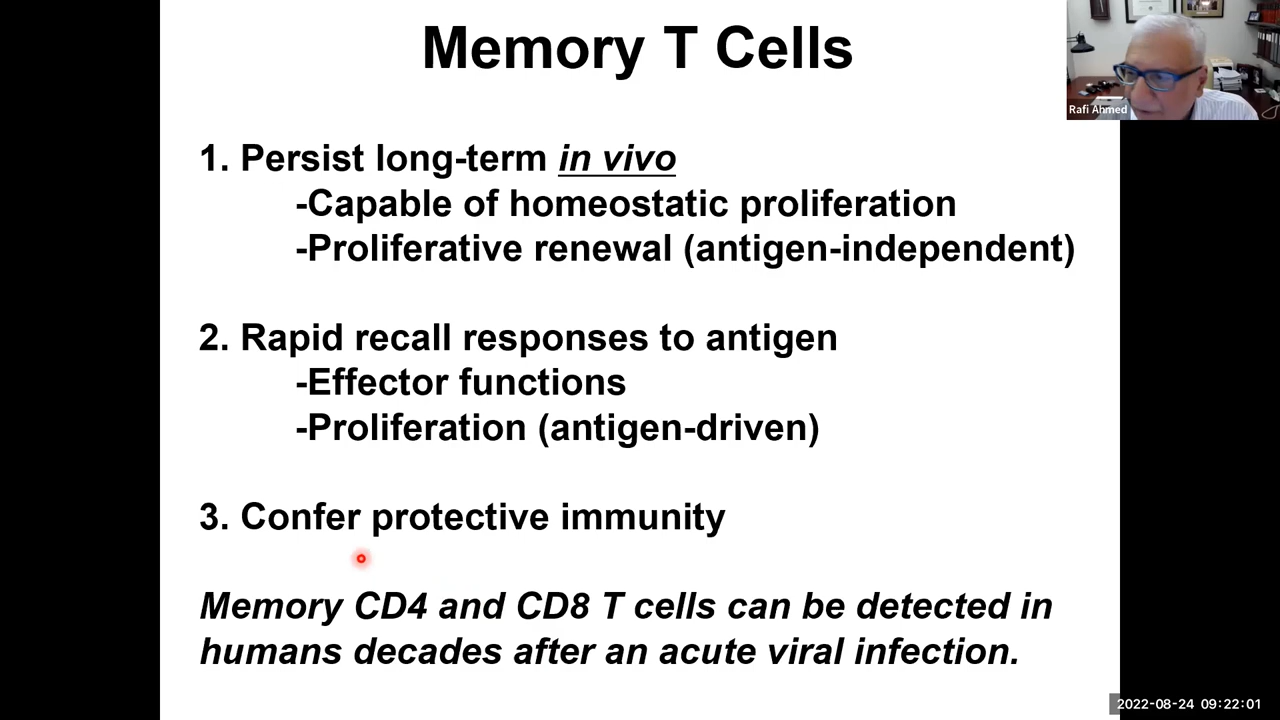 Memory T Cells
Rafi Ahmed
1. Persist long-term in vivo
-Capable of homeostatic proliferation
-Proliferative renewal (antigen-independent)
2. Rapid recall responses to antigen
-Effector functions
-Proliferation (antigen-driven)
3. Confer protective immunity
Memory CD4 and CD8 T cells can be detected in
humans decades after an acute viral infection.
2022-08-24 09:22:01